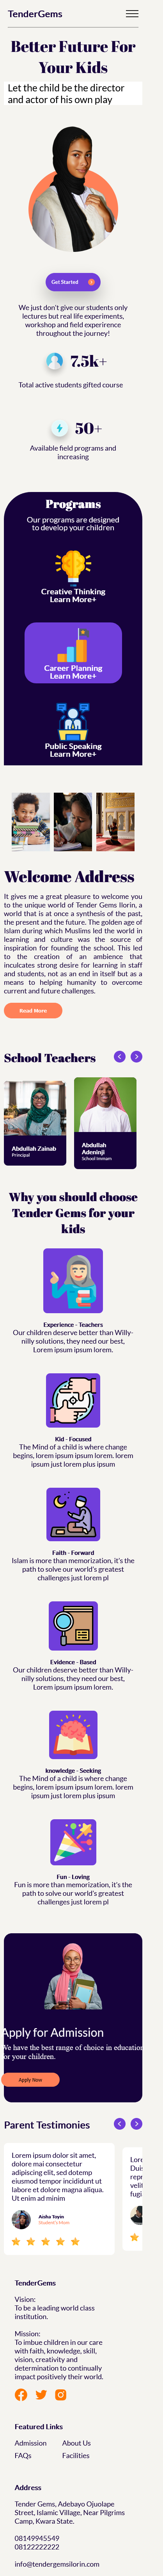 TenderGems
Better Future For
Your Kids
Let the child be the director
and actor of his own play
Get Started
We just don't give our students only
lectures but real life experiments,
workshop and field experience
throughout the journey!
7.5k+
Total active students gifted course
50+
Available field programs and
increasing
Programs
Our programs are designed
to develop your children
Creative Thinking
Learn More+
Career Planning
Learn More+
Public Speaking
Learn More+
Welcome Address
It gives me a great pleasure to welcome you
to the unique world of Tender Gems Ilorin, a
world that is at once a synthesis of the past,
the present and the future. The golden age of
Islam during which Muslims led the world in
learning and culture was the source of
inspiration for founding the school. This led
to the creation of an ambience that
inculcates strong desire for learning in staff
and students, not as an end in itself but as a
means to helping humanity to overcome
current and future challenges.
Read More
School Teachers
Abdullah Zainab
Principal
Abdullah
Adeninji
School Immam
Why you should choose
Tender Gems for your
kids
Experience - Teachers
Our children deserve better than Willy-
nilly solutions, they need our best,
Lorem ipsum ipsum lorem.
Kid - Focused
The Mind of a child is where change
begins, lorem ipsum ipsum lorem. lorem
ipsum just lorem plus ipsum
Faith - Forward
Islam is more than memorization, it's the
path to solve our world's greatest
challenges just lorem pl
Evidence - Based
Our children deserve better than Willy-
nilly solutions, they need our best,
Lorem ipsum ipsum lorem.
knowledge - Seeking
The Mind of a child is where change
begins, lorem ipsum ipsum lorem. lorem
ipsum just lorem plus ipsum
Fun - Loving
Fun is more than memorization, it's the
path to solve our world's greatest
challenges just lorem pl
Apply for Admission
We have the best range of choice in education
for your children.
Apply Now
Parent Testimonies
Lorem ipsum dolor sit amet,
dolore mai consectetur
adipiscing elit, sed dotemp
eiusmod tempor incididunt ut
labore et dolore magna aliqua.
Ut enim ad minim
Aisha Toyin
Student's Mom
Lore
Duis
repr
velit
fugi
TenderGems
Vision:
To be a leading world class
institution.
Mission:
To imbue children in our care
with faith, knowledge, skill,
vision, creativity and
determination to continually
impact positively their world.
Featured Links
Admission About Us
FAQs Facilities
Address
Tender Gems, Adebayo Ojuolape
Street, Islamic Village, Near Pilgrims
Camp, Kwara State.
08149945549
08122222222
info@tendergemsilorin.com